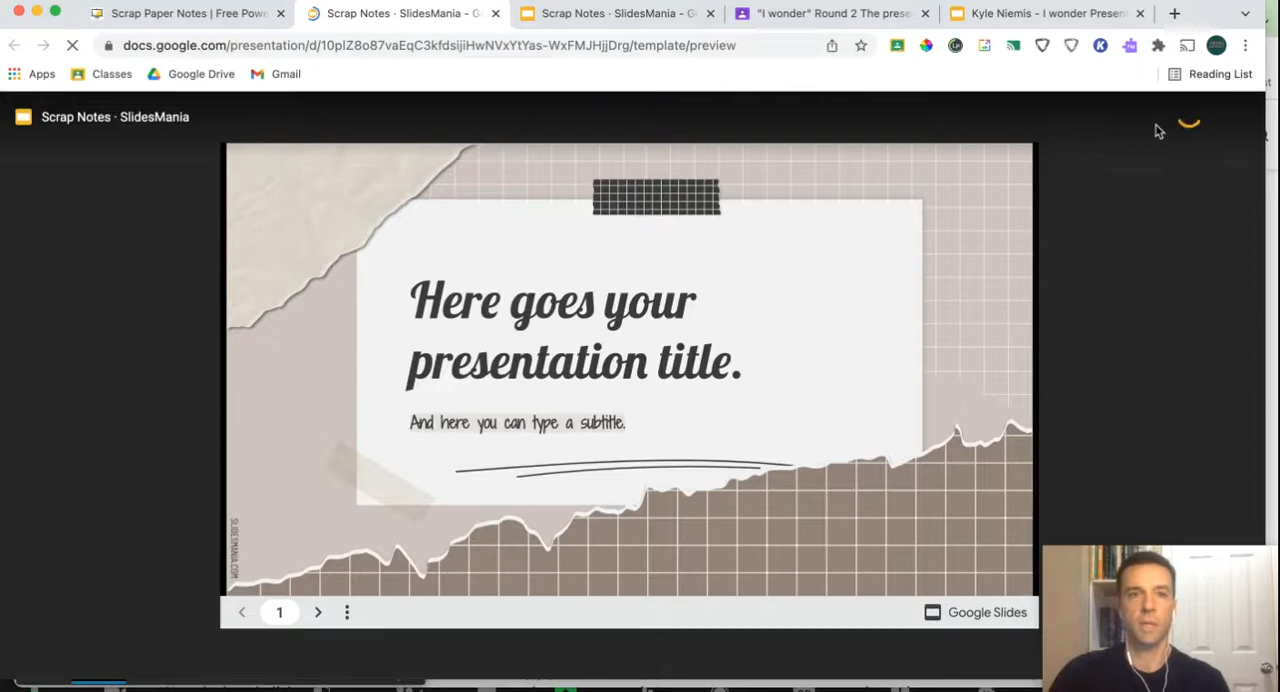 Scrap Paper Notes | Free Powe
Scrap Notes · SlidesMania - Go
Scrap Notes · SlidesMania - G
"I wonder" Round 2 The prese
Kyle Niemis - I wonder Presen
docs.google.com/presentation/d/10plZ8o87vaEqC3kfdsijiHwNVxYtYas-WxFMJHjjDrg/template/preview
Apps
Classes
Google Drive
Gmail
Reading List
Scrap Notes · SlidesMania
Here goes your
presentation title.
And here you can type a subtitle.
SLIDESMANIA.COM
1
Google Slides